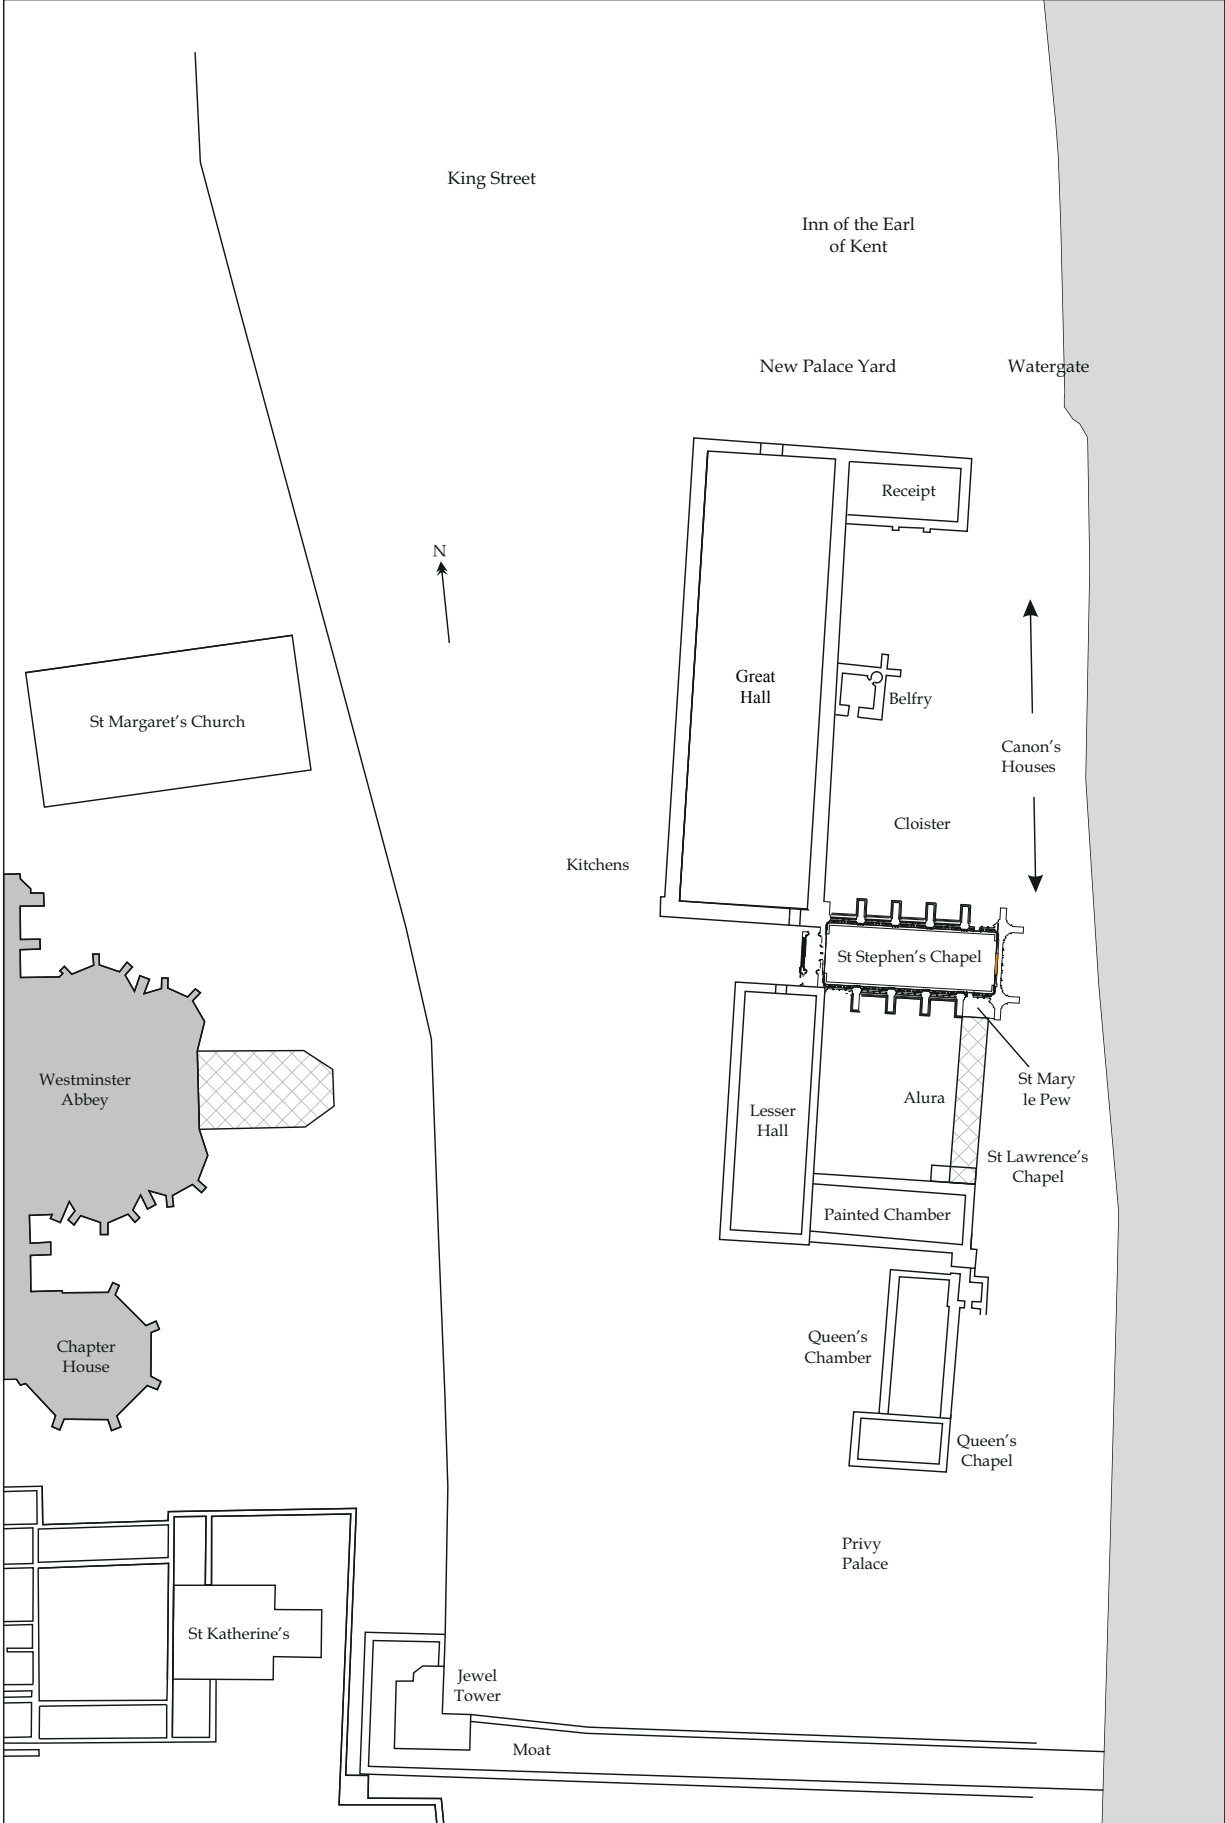 King Street
Inn of the Earl
of Kent
New Palace Yard
Watergate
Receipt
N
Great
Hall
Belfry
St Margaret's Church
Canon's
Houses
Cloister
Kitchens
St Stephen's Chapel
Westminster
Abbey
St Mary
le Pew
Alura
Lesser
Hall
St Lawrence's
Chapel
Painted Chamber
Queen's
Chamber
Chapter
House
Queen's
Chapel
Privy
Palace
St Katherine's
Jewel
Tower
Moat